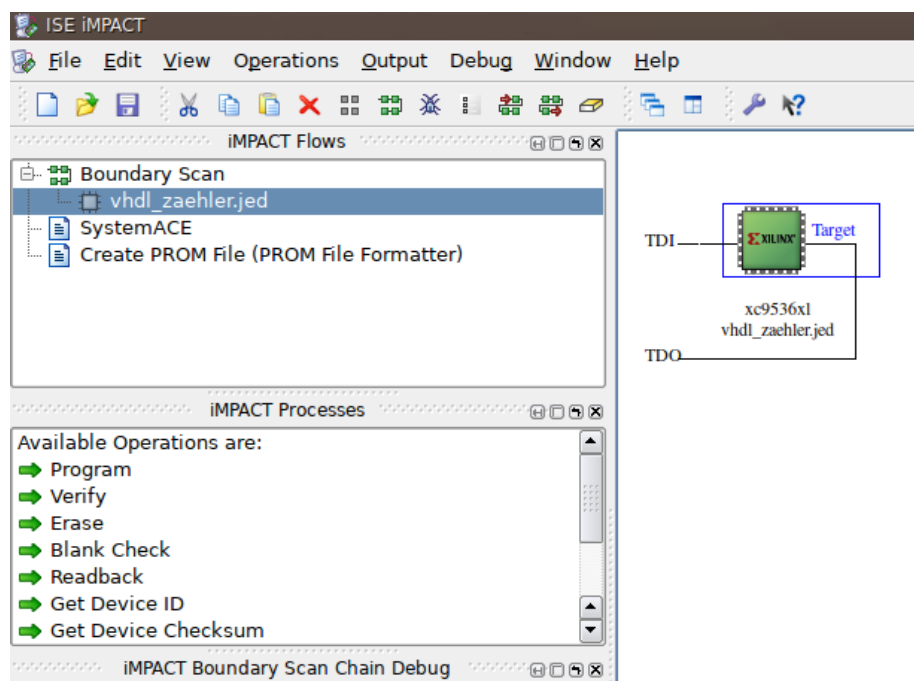 ISE iMPACT
File Edit View Operations Output Debug Window Help
iMPACT Flows
Boundary Scan
vhdl_zaehler.jed
SystemACE
Create PROM File (PROM File Formatter)
iMPACT Processes
Available Operations are:
Program
Verify
Erase
Blank Check
Readback
Get Device ID
Get Device Checksum
iMPACT Boundary Scan Chain Debug
TDI
XILINX
Target
xc9536xl
vhdl_zaehler.jed
TDO